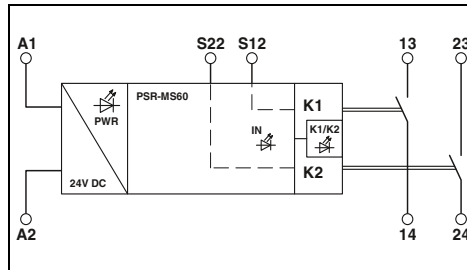 A1 S22 S12 13 23
PSR-MS60
K1
PWR
IN
K1/K2
K2
24V DC
A2 14 24